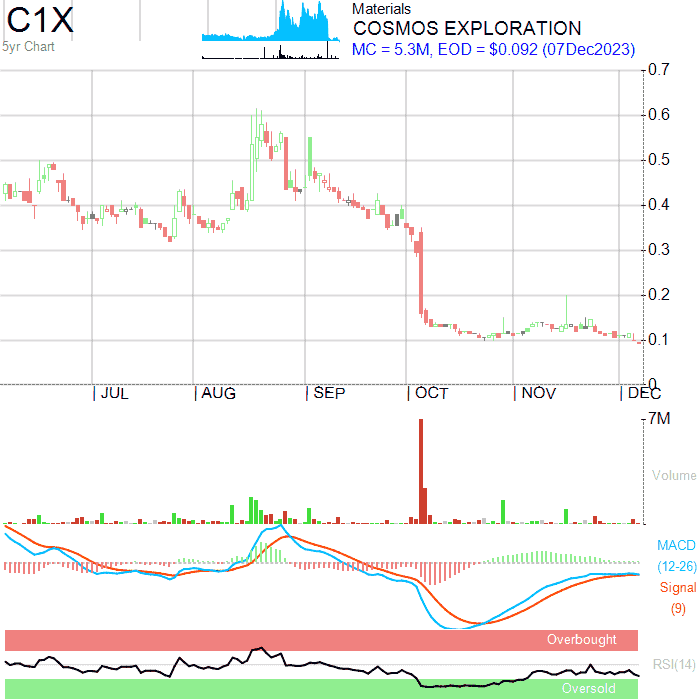 C1X
5yr Chart
Materials
COSMOS EXPLORATION
MC = 5.3M, EOD = $0.092 (07Dec2023)
0.7
0.6
0.5
0.4
0.3
0.2
0.1
0
JUL AUG SEP OCT NOV DEC
7M
Volume
MACD
(12-26)
Signal
(9)
Overbought
RSI(14)
Oversold